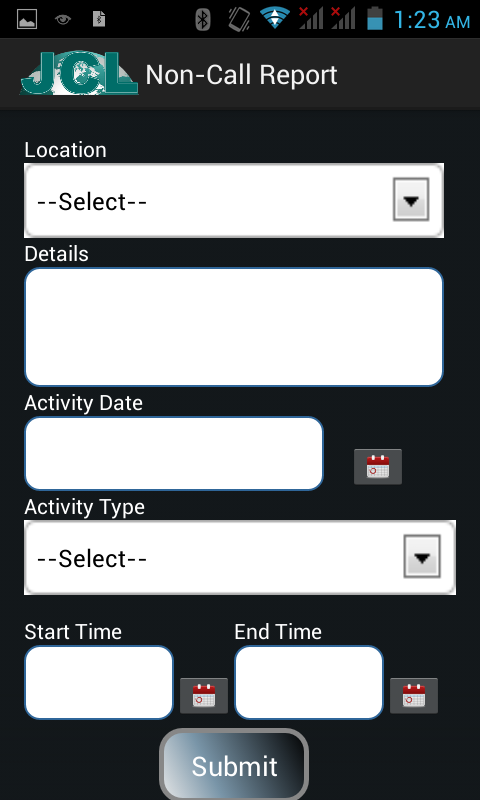 1:23 AM
JCL Non-Call Report
Location
--Select--
Details
Activity Date
Activity Type
--Select--
Start Time End Time
Submit